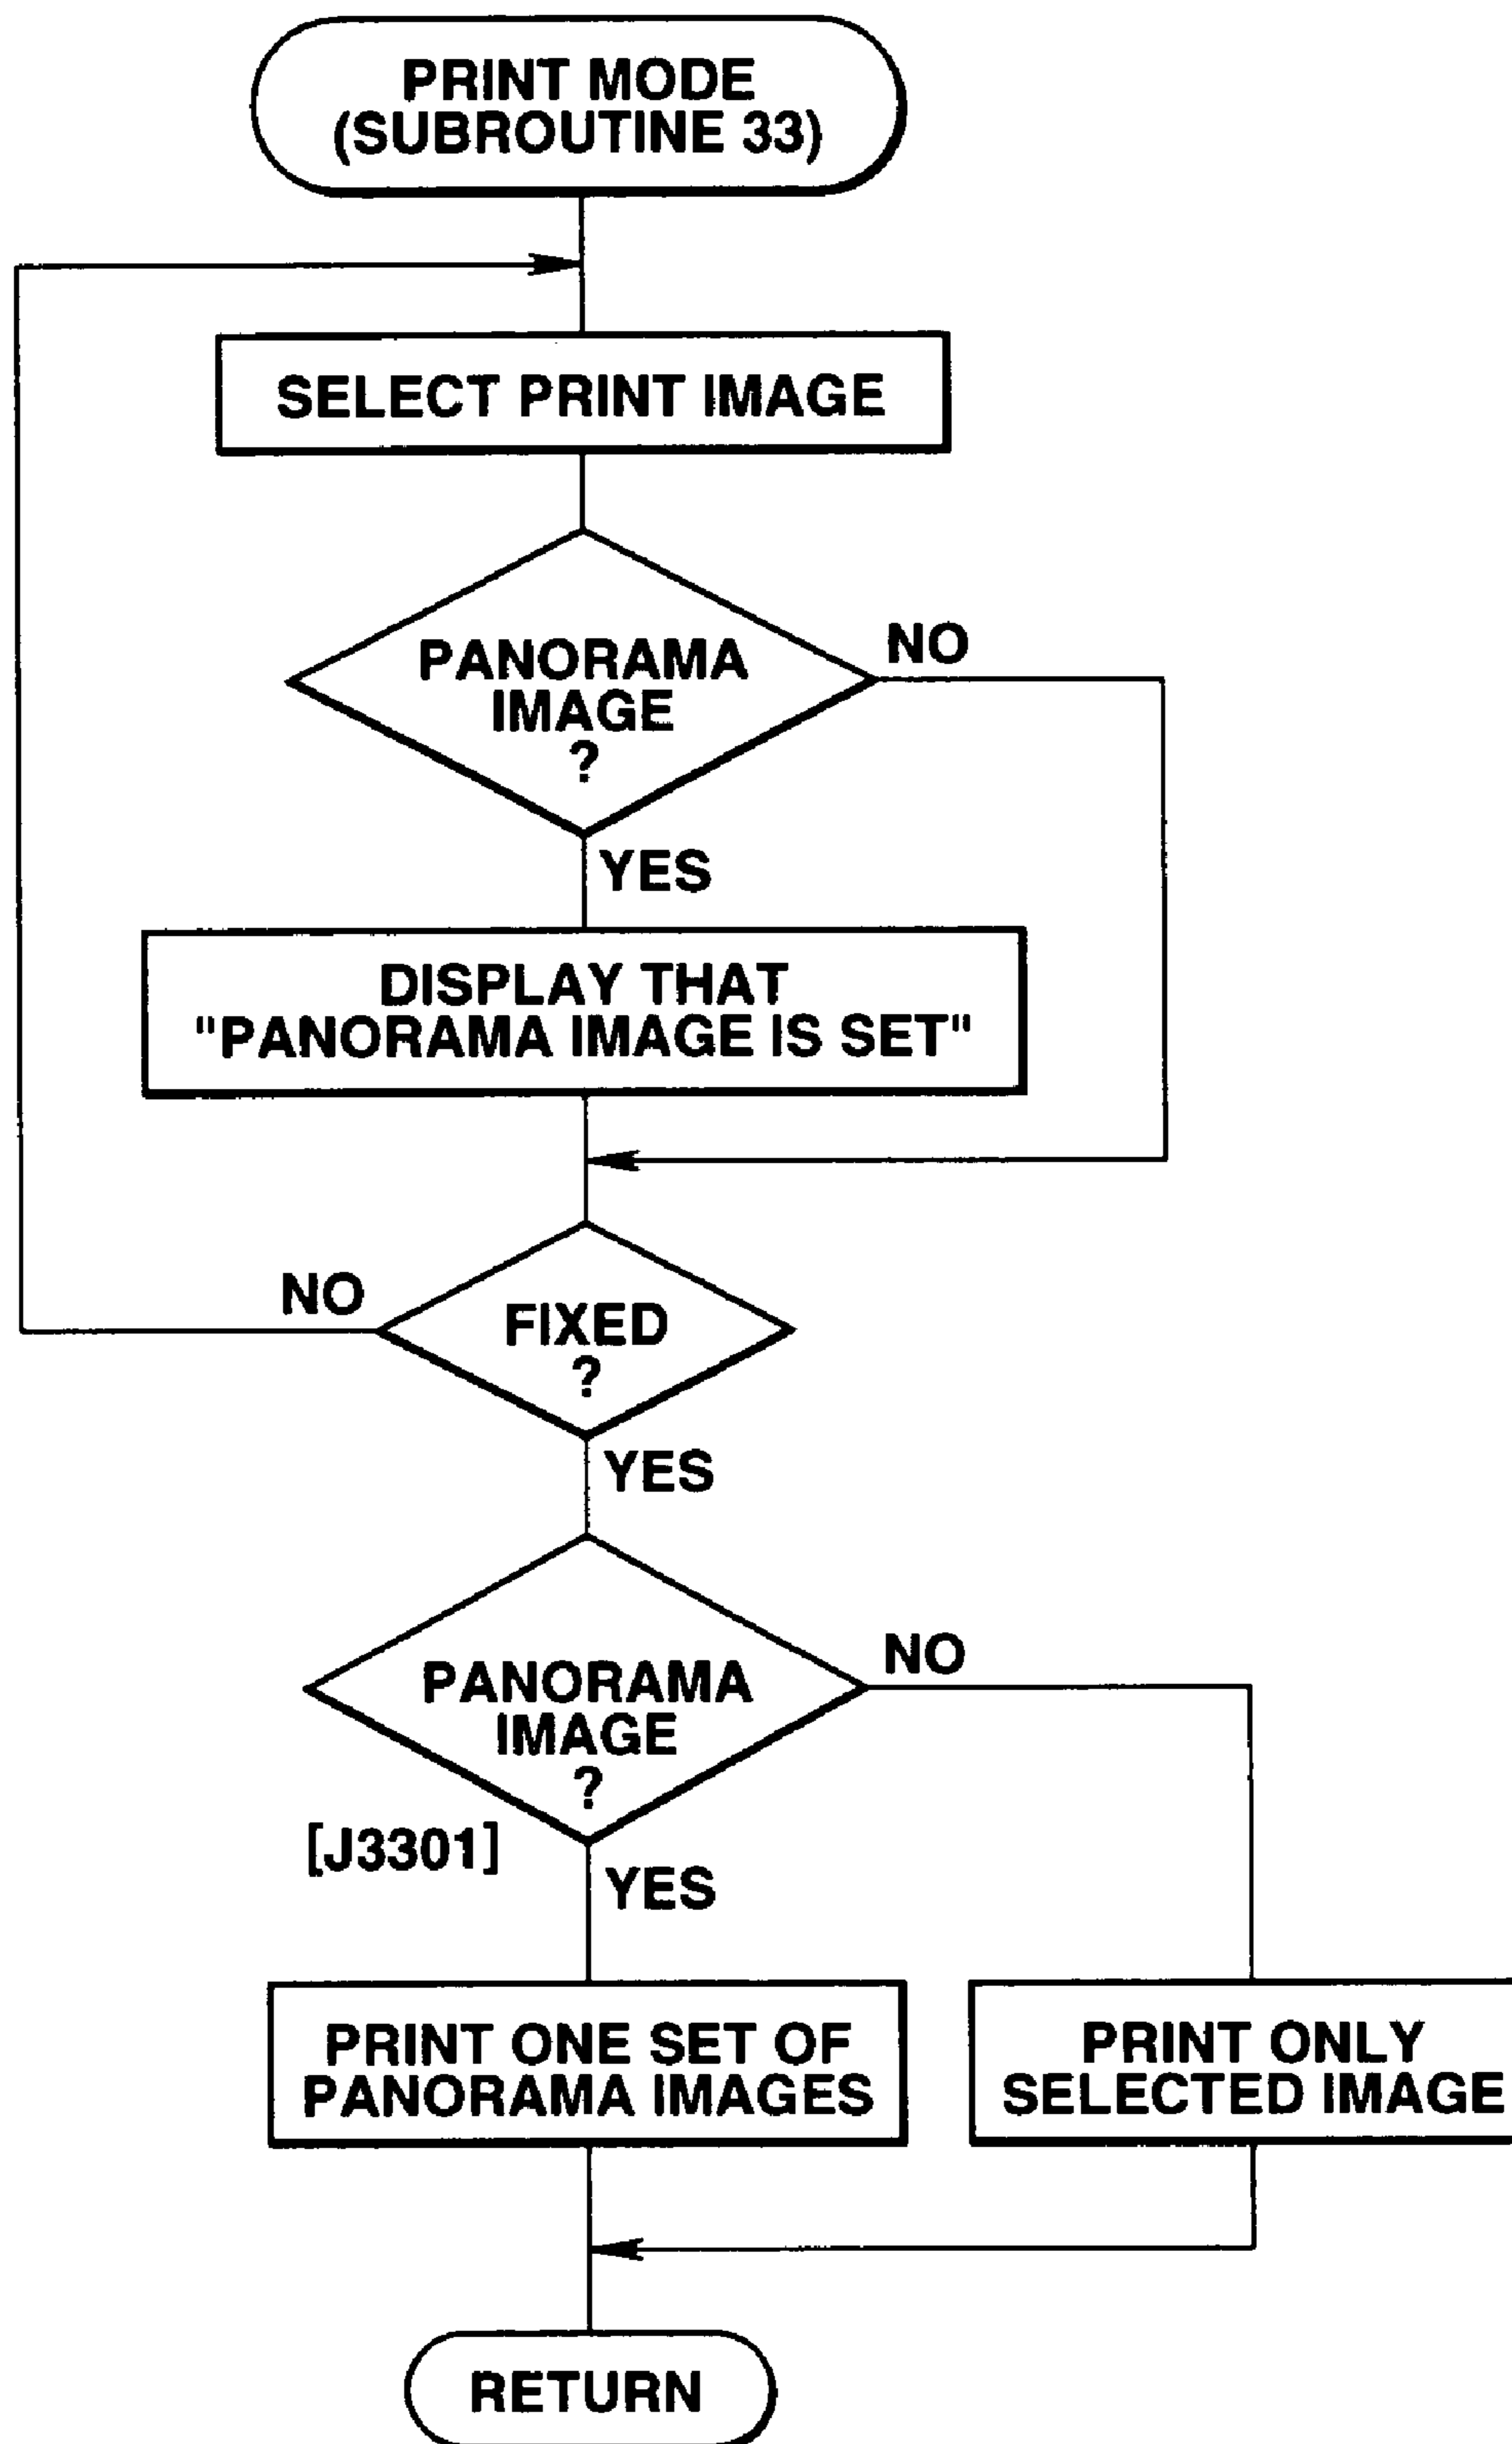 PRINT MODE
(SUBROUTINE 33)
SELECT PRINT IMAGE
PANORAMA
IMAGE
?
NO
YES
DISPLAY THAT
"PANORAMA IMAGE IS SET"
NO
FIXED
?
YES
PANORAMA
IMAGE
?
NO
[J3301]
YES
PRINT ONE SET OF
PANORAMA IMAGES
PRINT ONLY
SELECTED IMAGE
RETURN